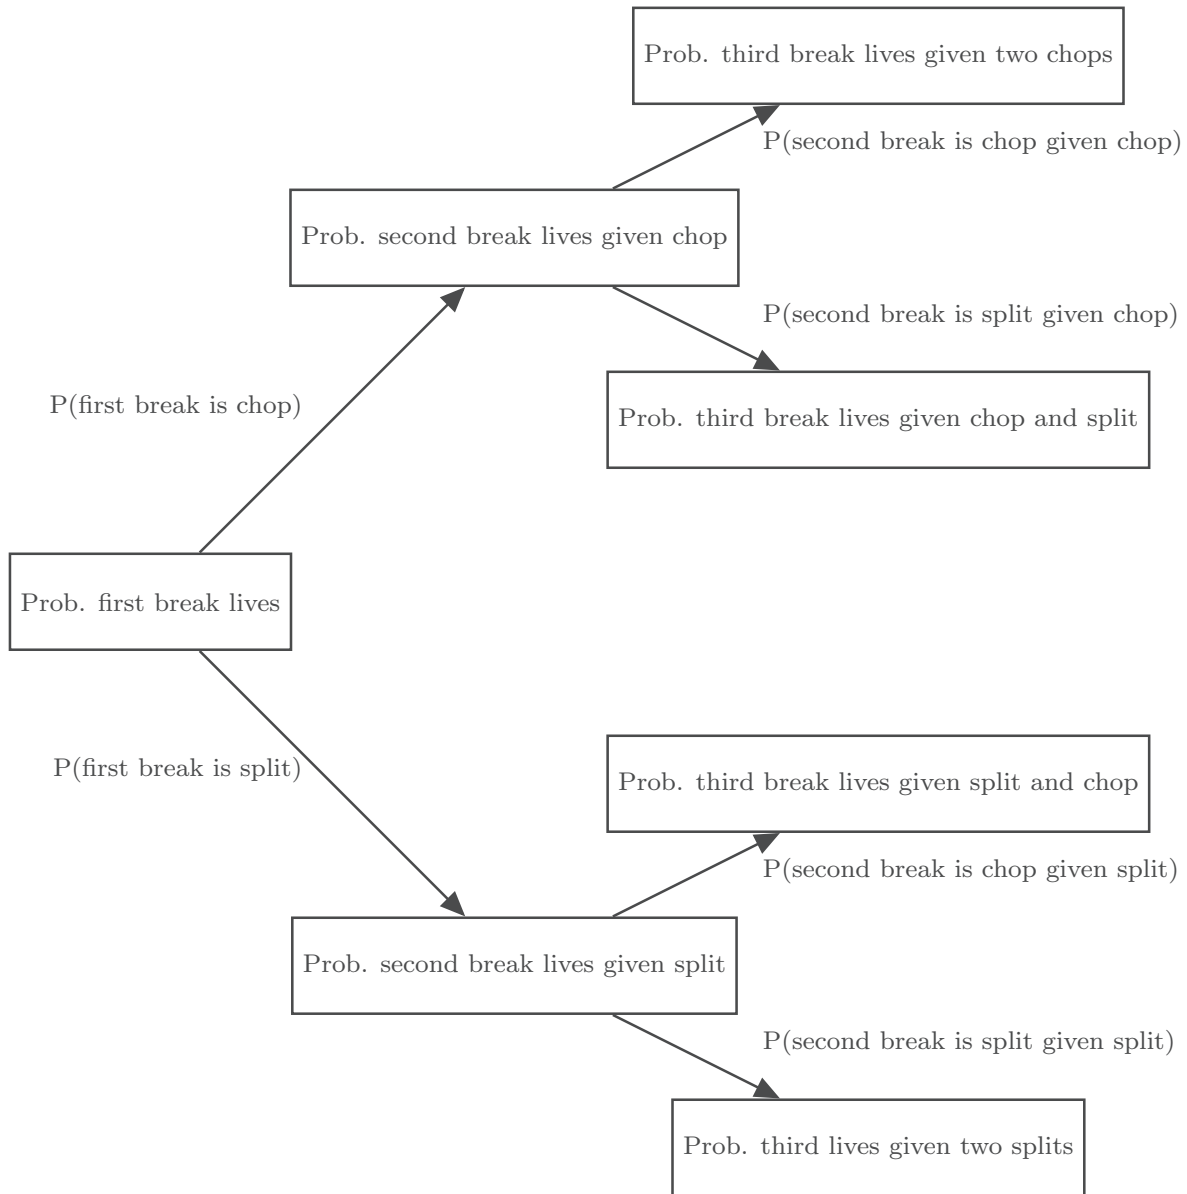 Prob. third break lives given two chops
P(second break is chop given chop)
Prob. second break lives given chop
P(second break is split given chop)
P(first break is chop)
Prob. third break lives given chop and split
Prob. first break lives
P(first break is split)
Prob. third break lives given split and chop
P(second break is chop given split)
Prob. second break lives given split
P(second break is split given split)
Prob. third lives given two splits